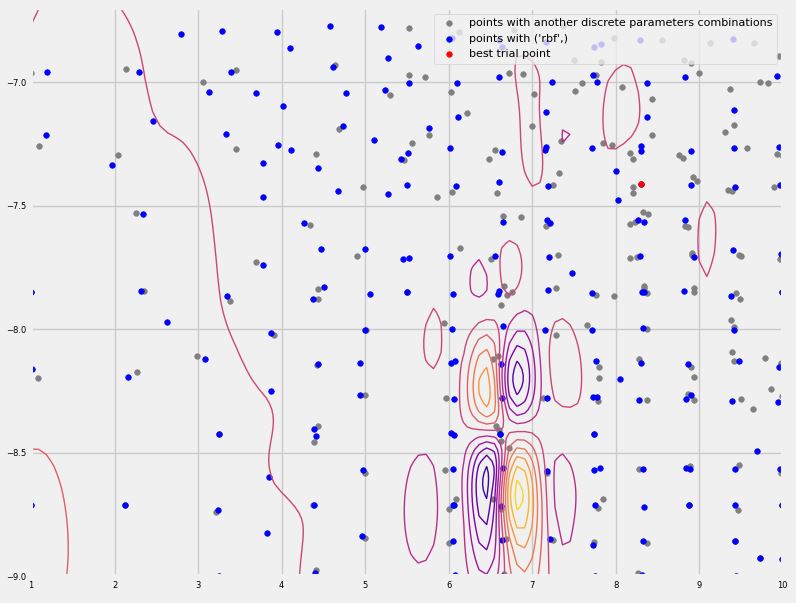 points with another discrete parameters combinations
points with ('rbf',)
best trial point
−7.0
−7.5
−8.0
−8.5
−9.0
1 2 3 4 5 6 7 8 9 10